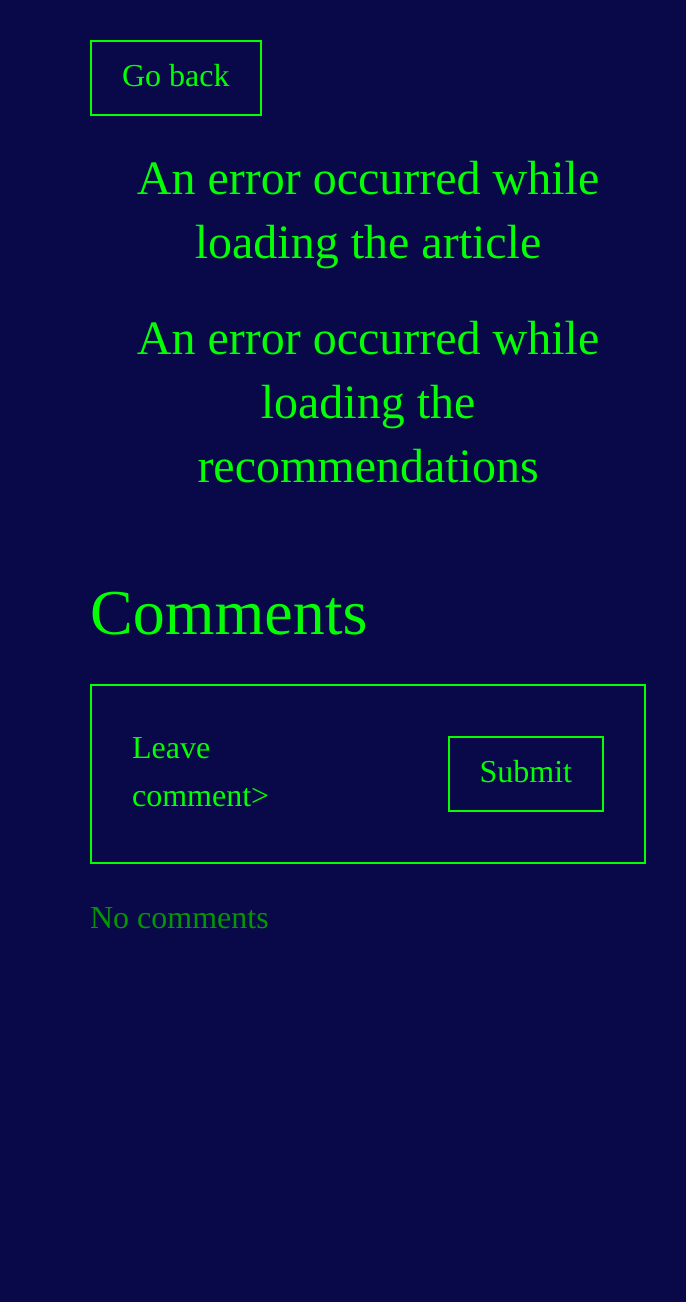 Go back
An error occurred while
loading the article
An error occurred while
loading the
recommendations
Comments
Leave
comment>
Submit
No comments